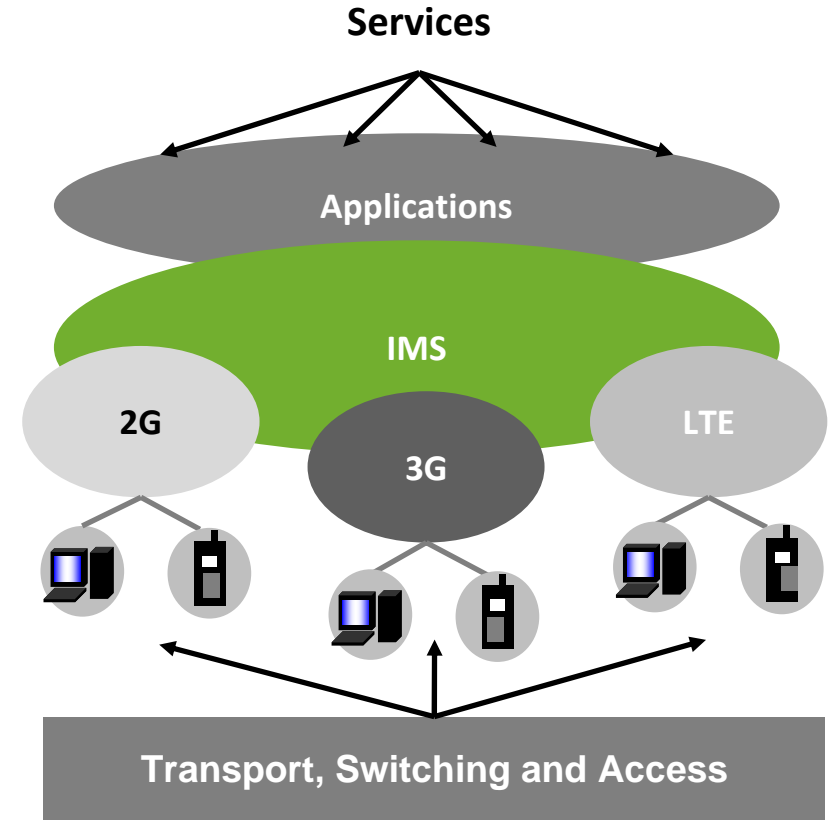 Services
Applications
IMS
2G
LTE
3G
Transport, Switching and Access